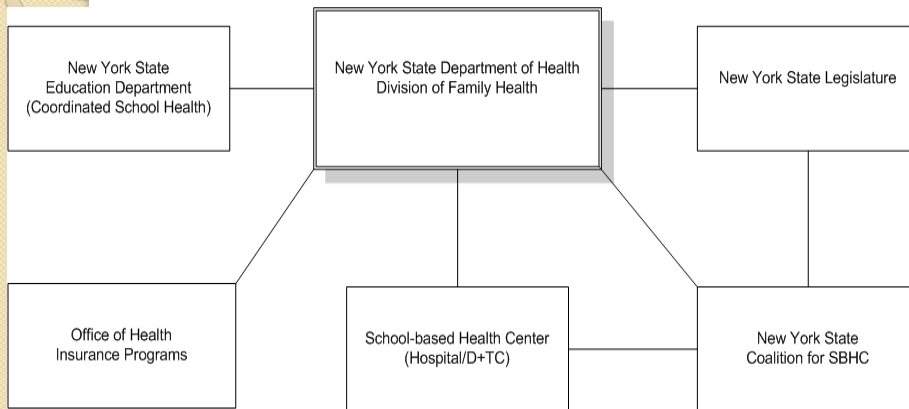 New York State
Education Department
(Coordinated School Health)
New York State Department of Health
Division of Family Health
New York State Legislature
Office of Health
Insurance Programs
School-based Health Center
(Hospital/D+TC)
New York State
Coalition for SBHC